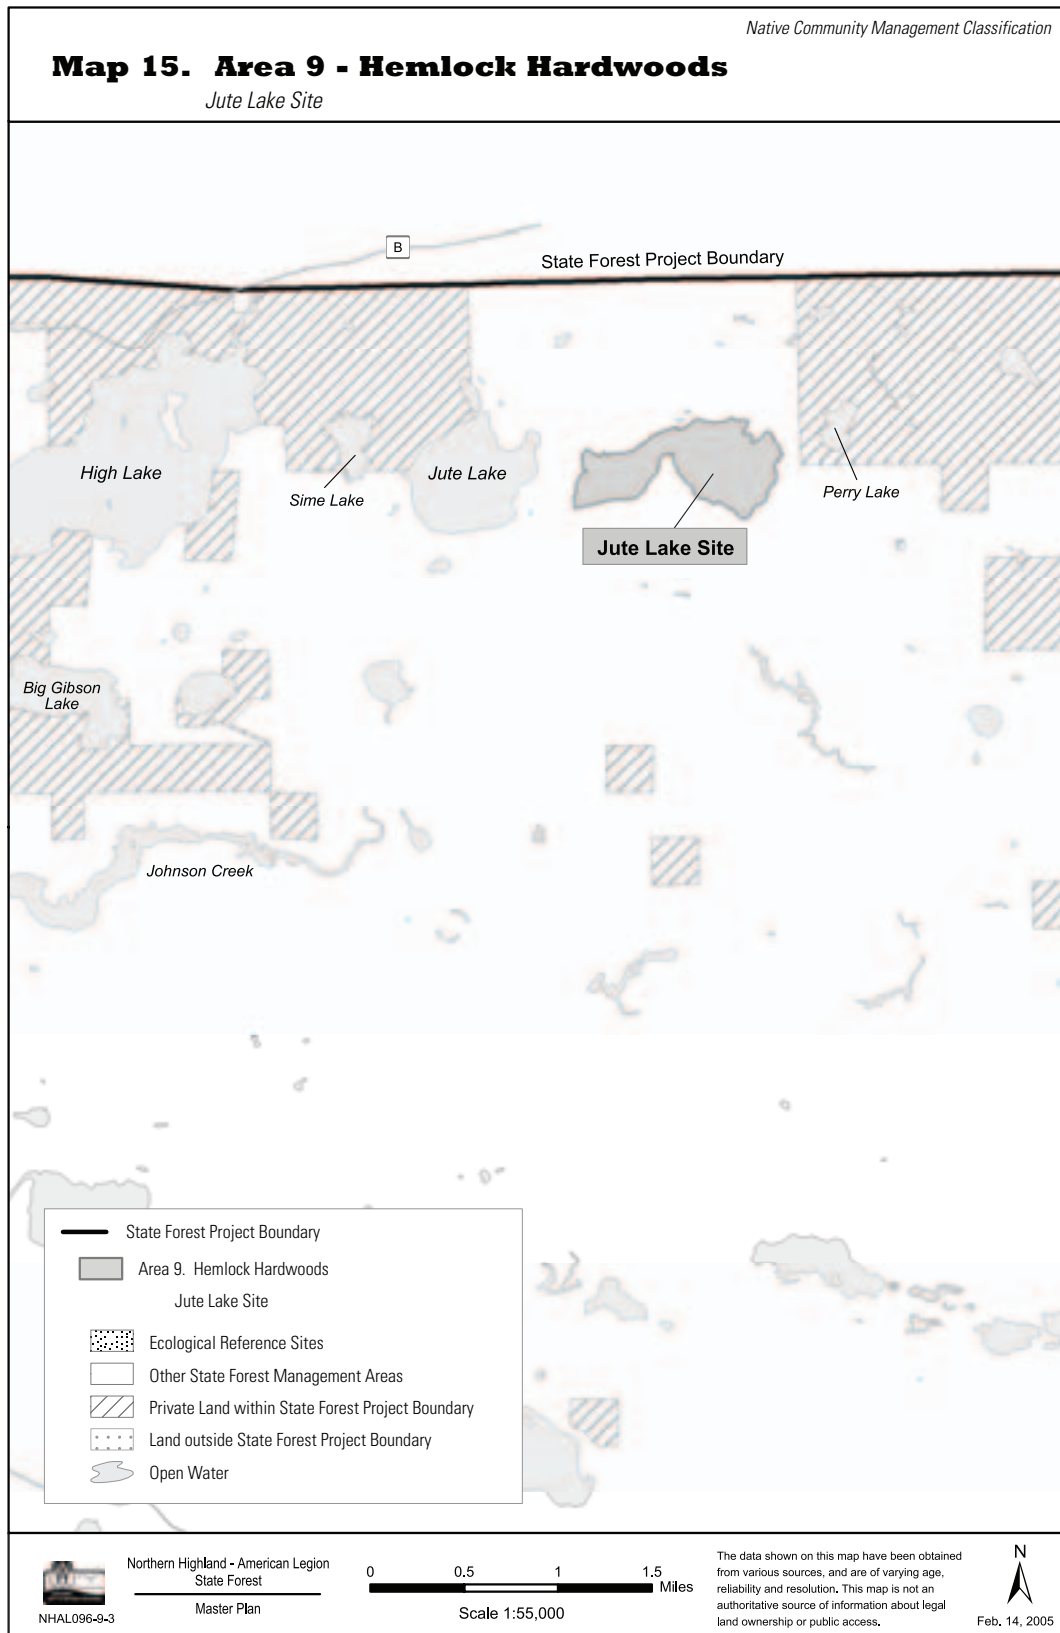 Native Community Management Classification
Map 15. Area 9 - Hemlock Hardwoods
Jute Lake Site
B
State Forest Project Boundary
High Lake
Sime Lake
Jute Lake
Perry Lake
Jute Lake Site
Big Gibson
Lake
Johnson Creek
State Forest Project Boundary
Area 9. Hemlock Hardwoods
Jute Lake Site
Ecological Reference Sites
Other State Forest Management Areas
Private Land within State Forest Project Boundary
Land outside State Forest Project Boundary
Open Water
NHAL096-9-3
Northern Highland - American Legion
State Forest
Master Plan
0 0.5 1 1.5
Miles
Scale 1:55,000
The data shown on this map have been obtained
from various sources, and are of varying age,
reliability and resolution. This map is not an
authoritative source of information about legal
land ownership or public access.
N
Feb. 14, 2005